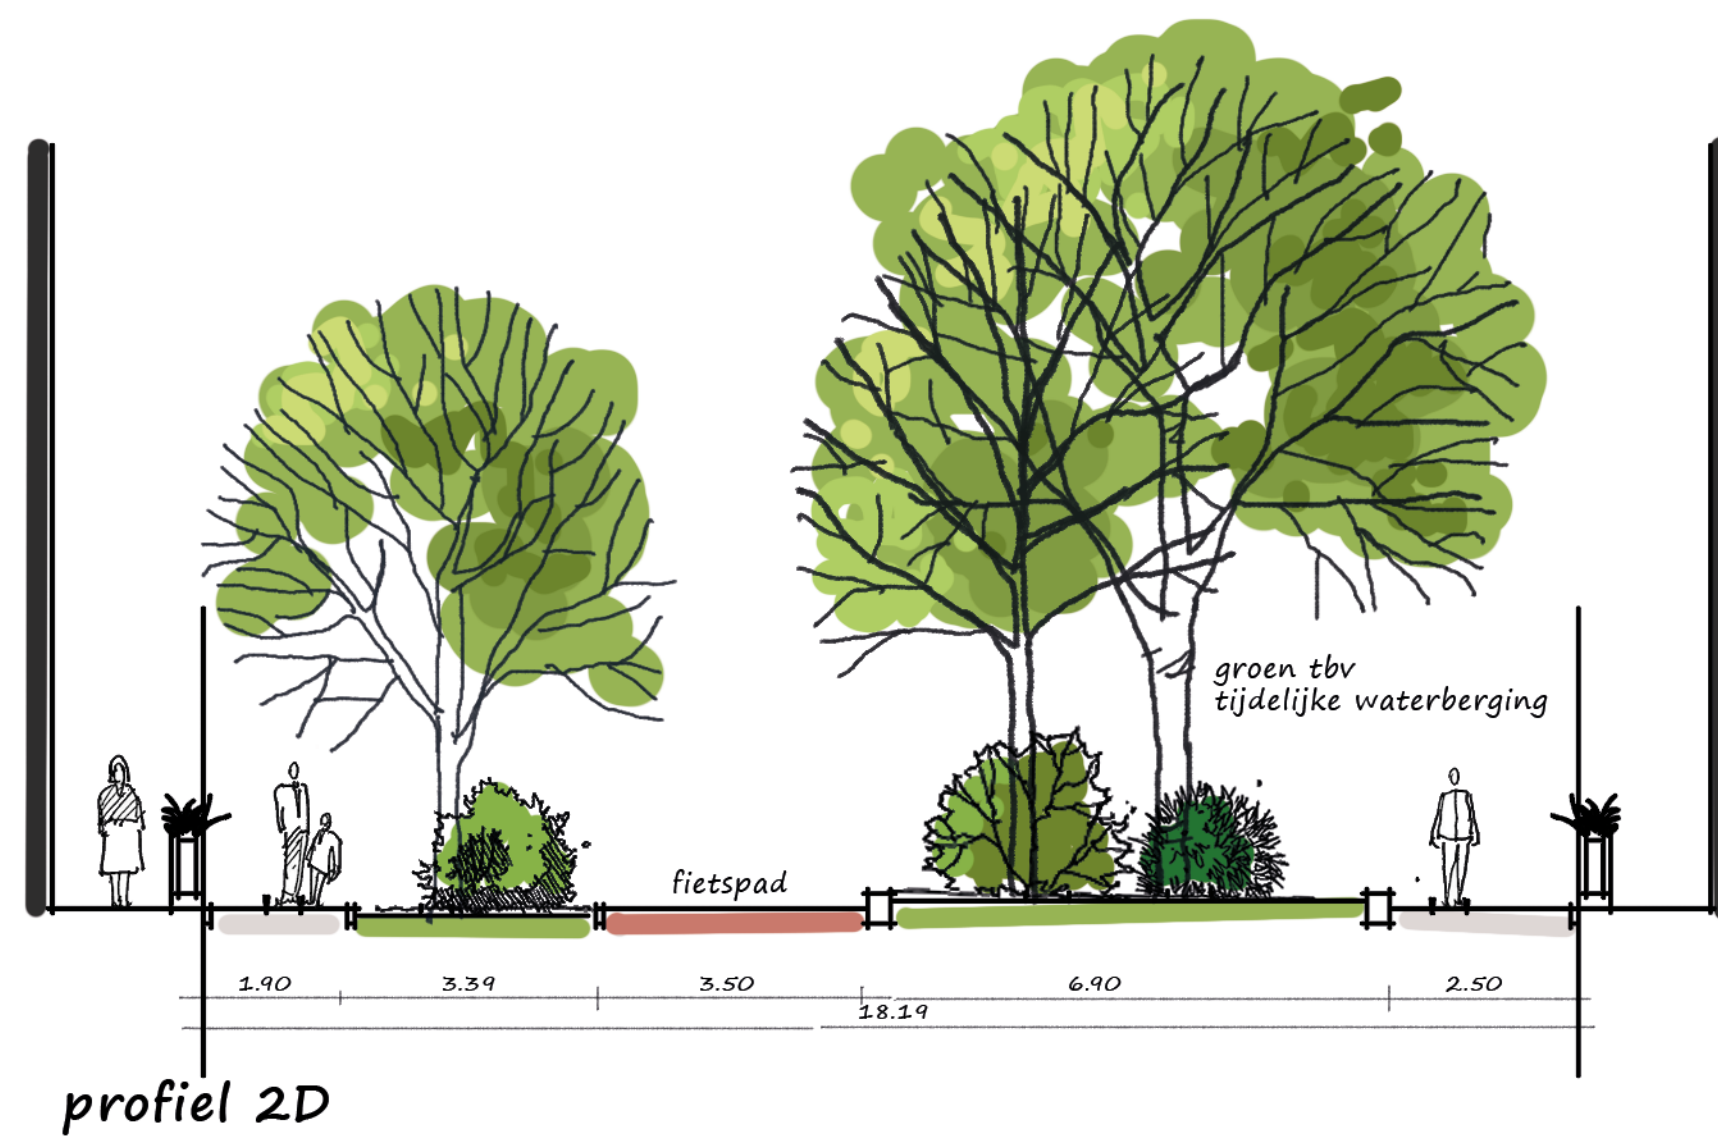 groen tbv
tijdelijke waterberging
fietspad
1.90 3.39 3.50 6.90 2.50
18.19
profiel 2D